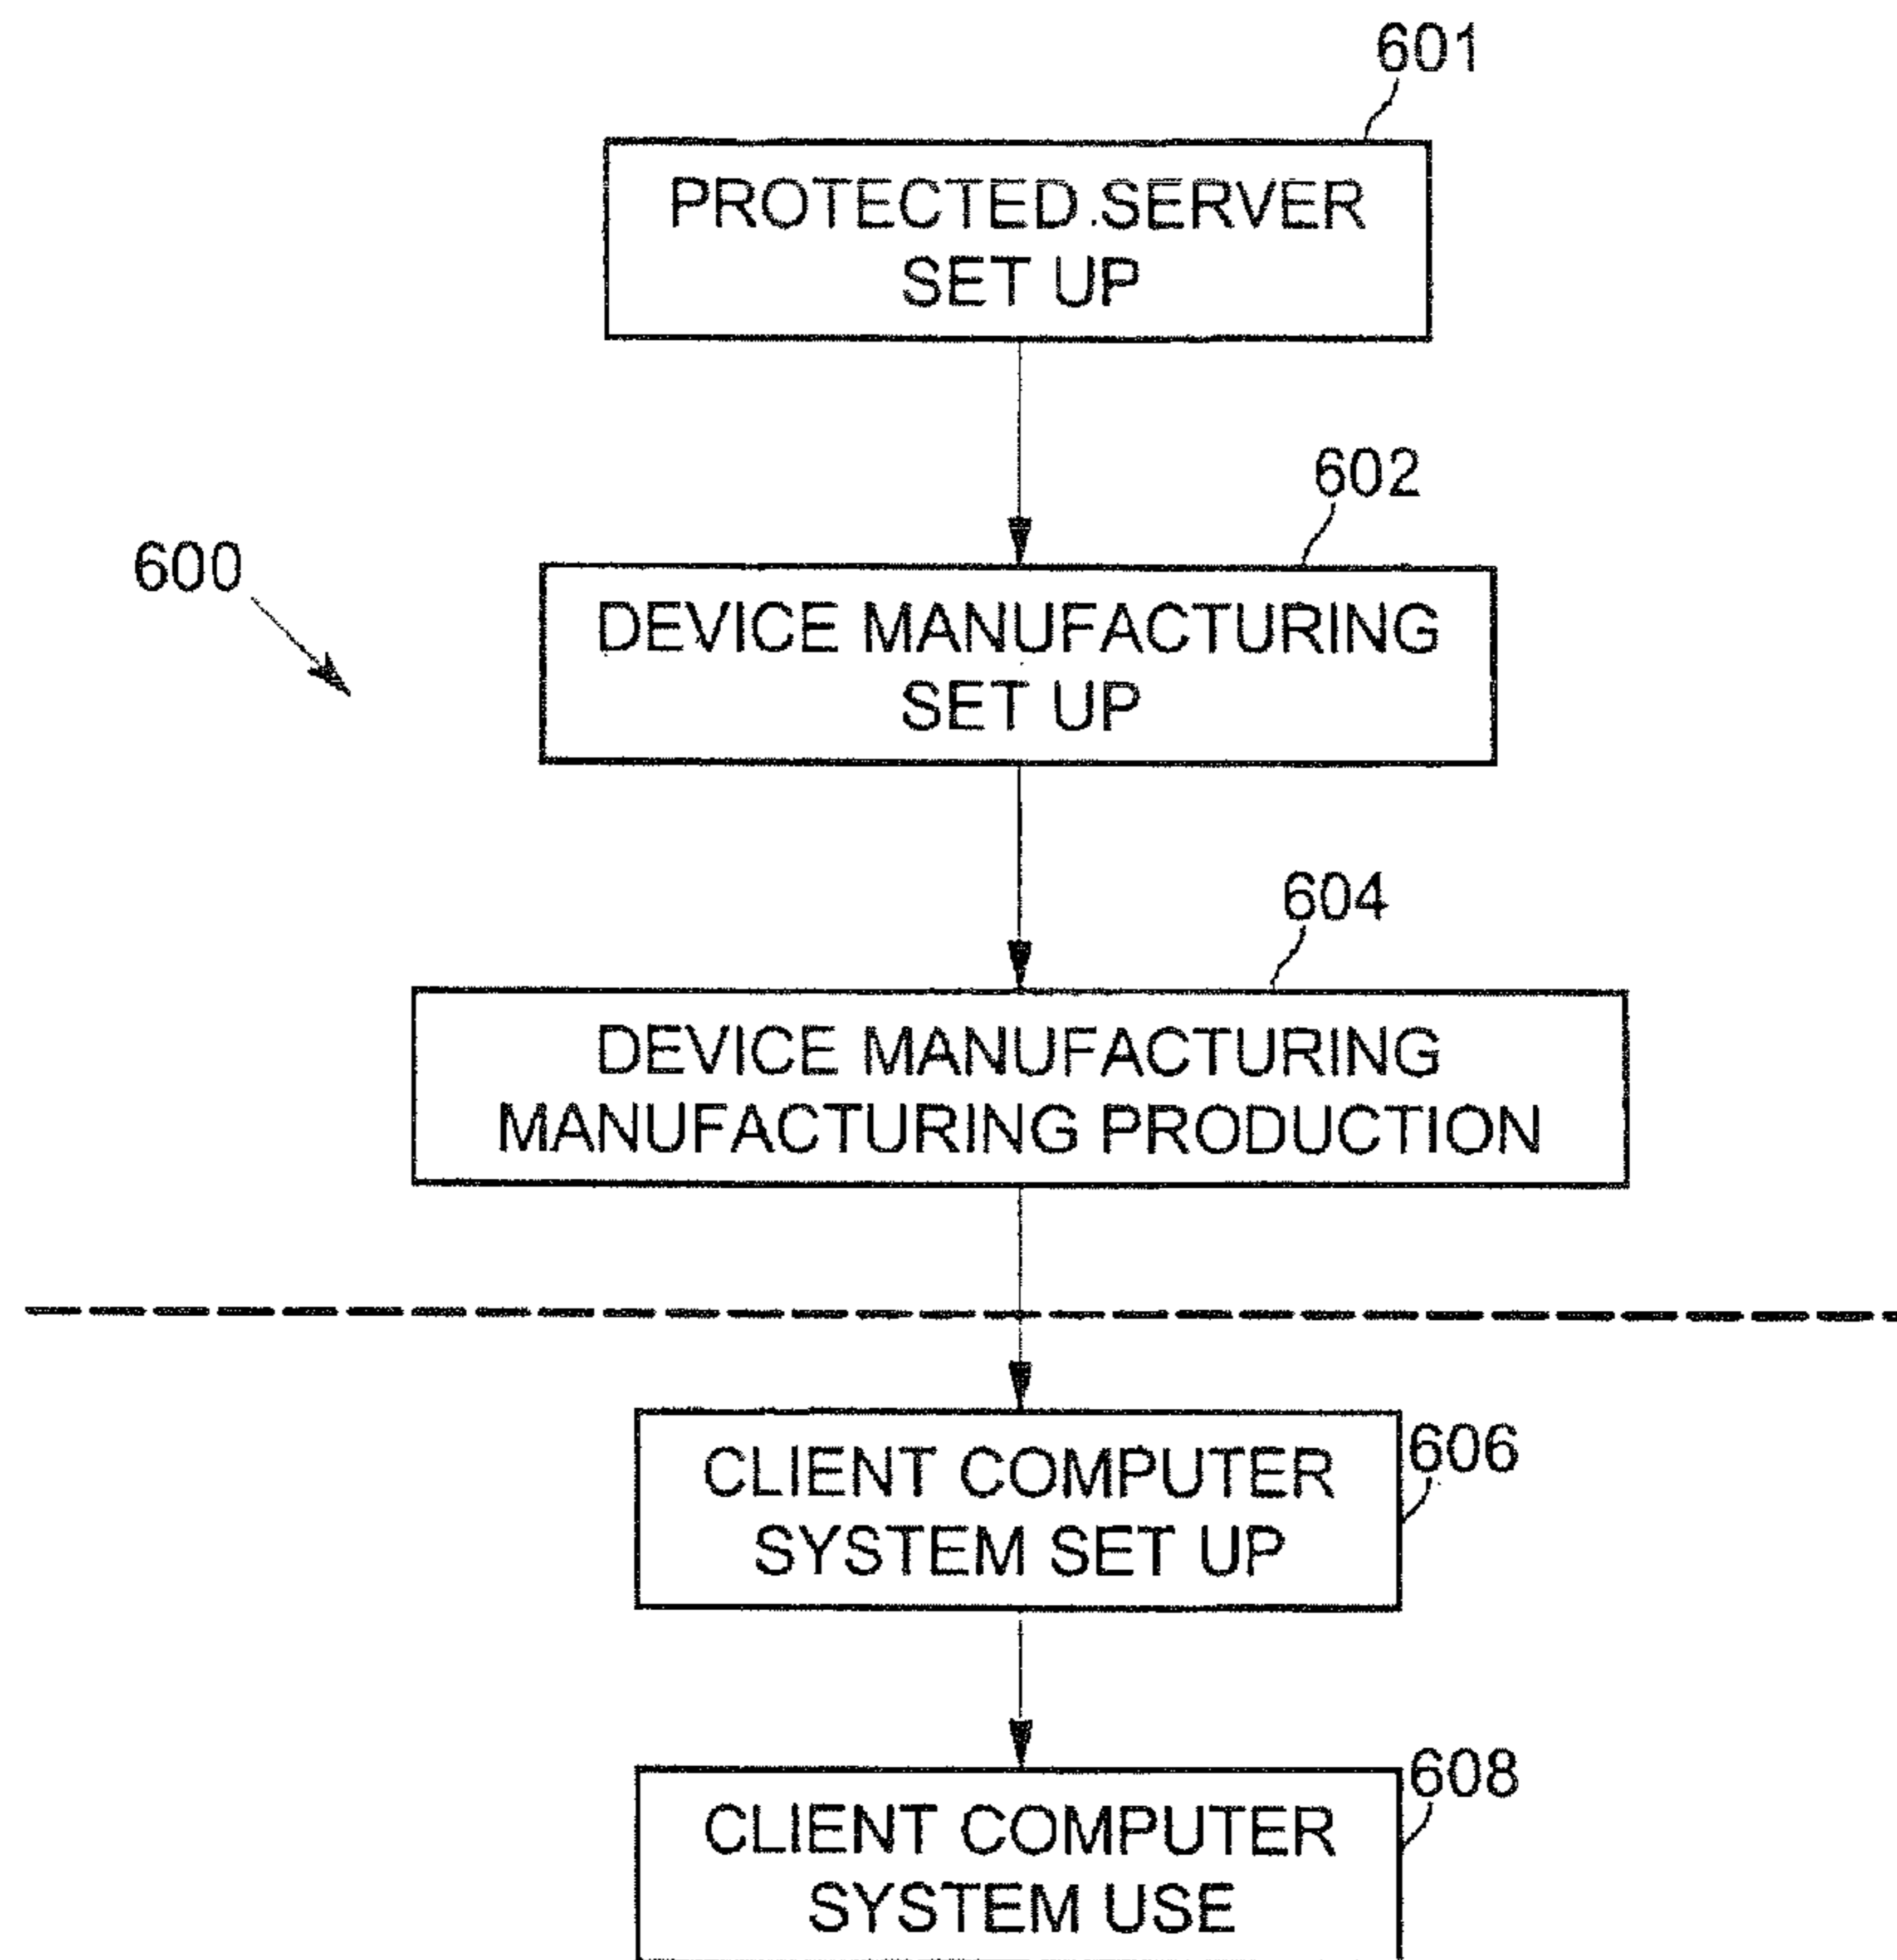 601
PROTECTED.SERVER
SET UP
602
600
DEVICE MANUFACTURING
SET UP
604
DEVICE MANUFACTURING
MANUFACTURING PRODUCTION
CLIENT COMPUTER
SYSTEM SET UP
606
CLIENT COMPUTER
SYSTEM USE
608